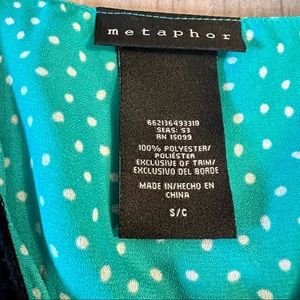 metaphor
662136493318
SEAS: S3
RN 15099
100% POLYESTER/
POLIÉSTER
EXCLUSIVE OF TRIM/
EXCLUSIVO DEL BORDE
MADE IN/HECHO EN
CHINA
S/C